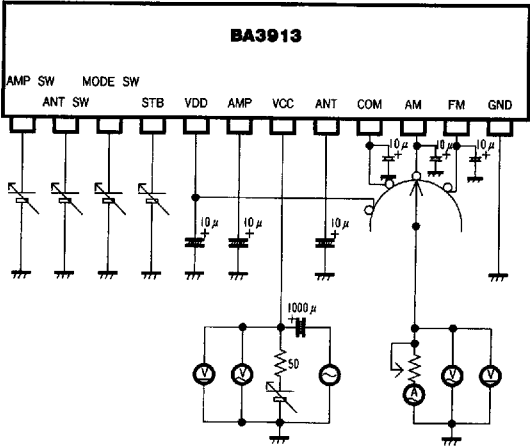 BA3913
AMP SW
MODE SW
ANT SW
STB
VDD
AMP
VCC
ANT
COM
AM
FM
GND
10μ
10μ
10μ
+
+
+
10μ
+
10μ
+
10μ
+
1000μ
+
50
V
V
A
V
V